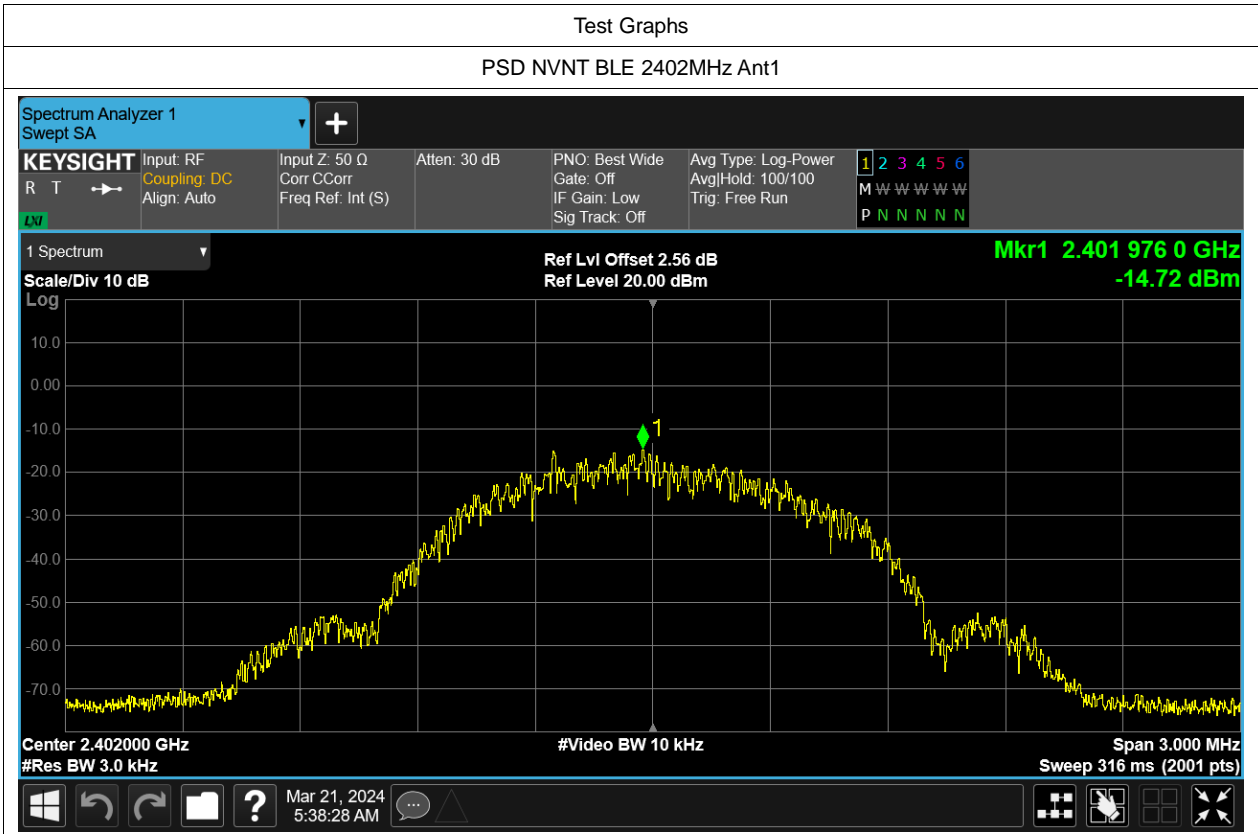 Test Graphs
PSD NVNT BLE 2402MHz Ant1
Spectrum Analyzer 1
Swept SA
KEYSIGHT
R T
LXI
Input: RF
Coupling: DC
Align: Auto
Input Z: 50 Ω
Corr CCorr
Freq Ref: Int (S)
Atten: 30 dB
PNO: Best Wide
Gate: Off
IF Gain: Low
Sig Track: Off
Avg Type: Log-Power
Avg|Hold: 100/100
Trig: Free Run
1 2 3 4 5 6
M W W W W W
P N N N N N
1 Spectrum
Scale/Div 10 dB
Log
Ref Lvl Offset 2.56 dB
Ref Level 20.00 dBm
Mkr1 2.401 976 0 GHz
-14.72 dBm
10.0
0.00
-10.0
-20.0
-30.0
-40.0
-50.0
-60.0
-70.0
1
Center 2.402000 GHz
#Res BW 3.0 kHz
#Video BW 10 kHz
Span 3.000 MHz
Sweep 316 ms (2001 pts)
?
Mar 21, 2024
5:38:28 AM